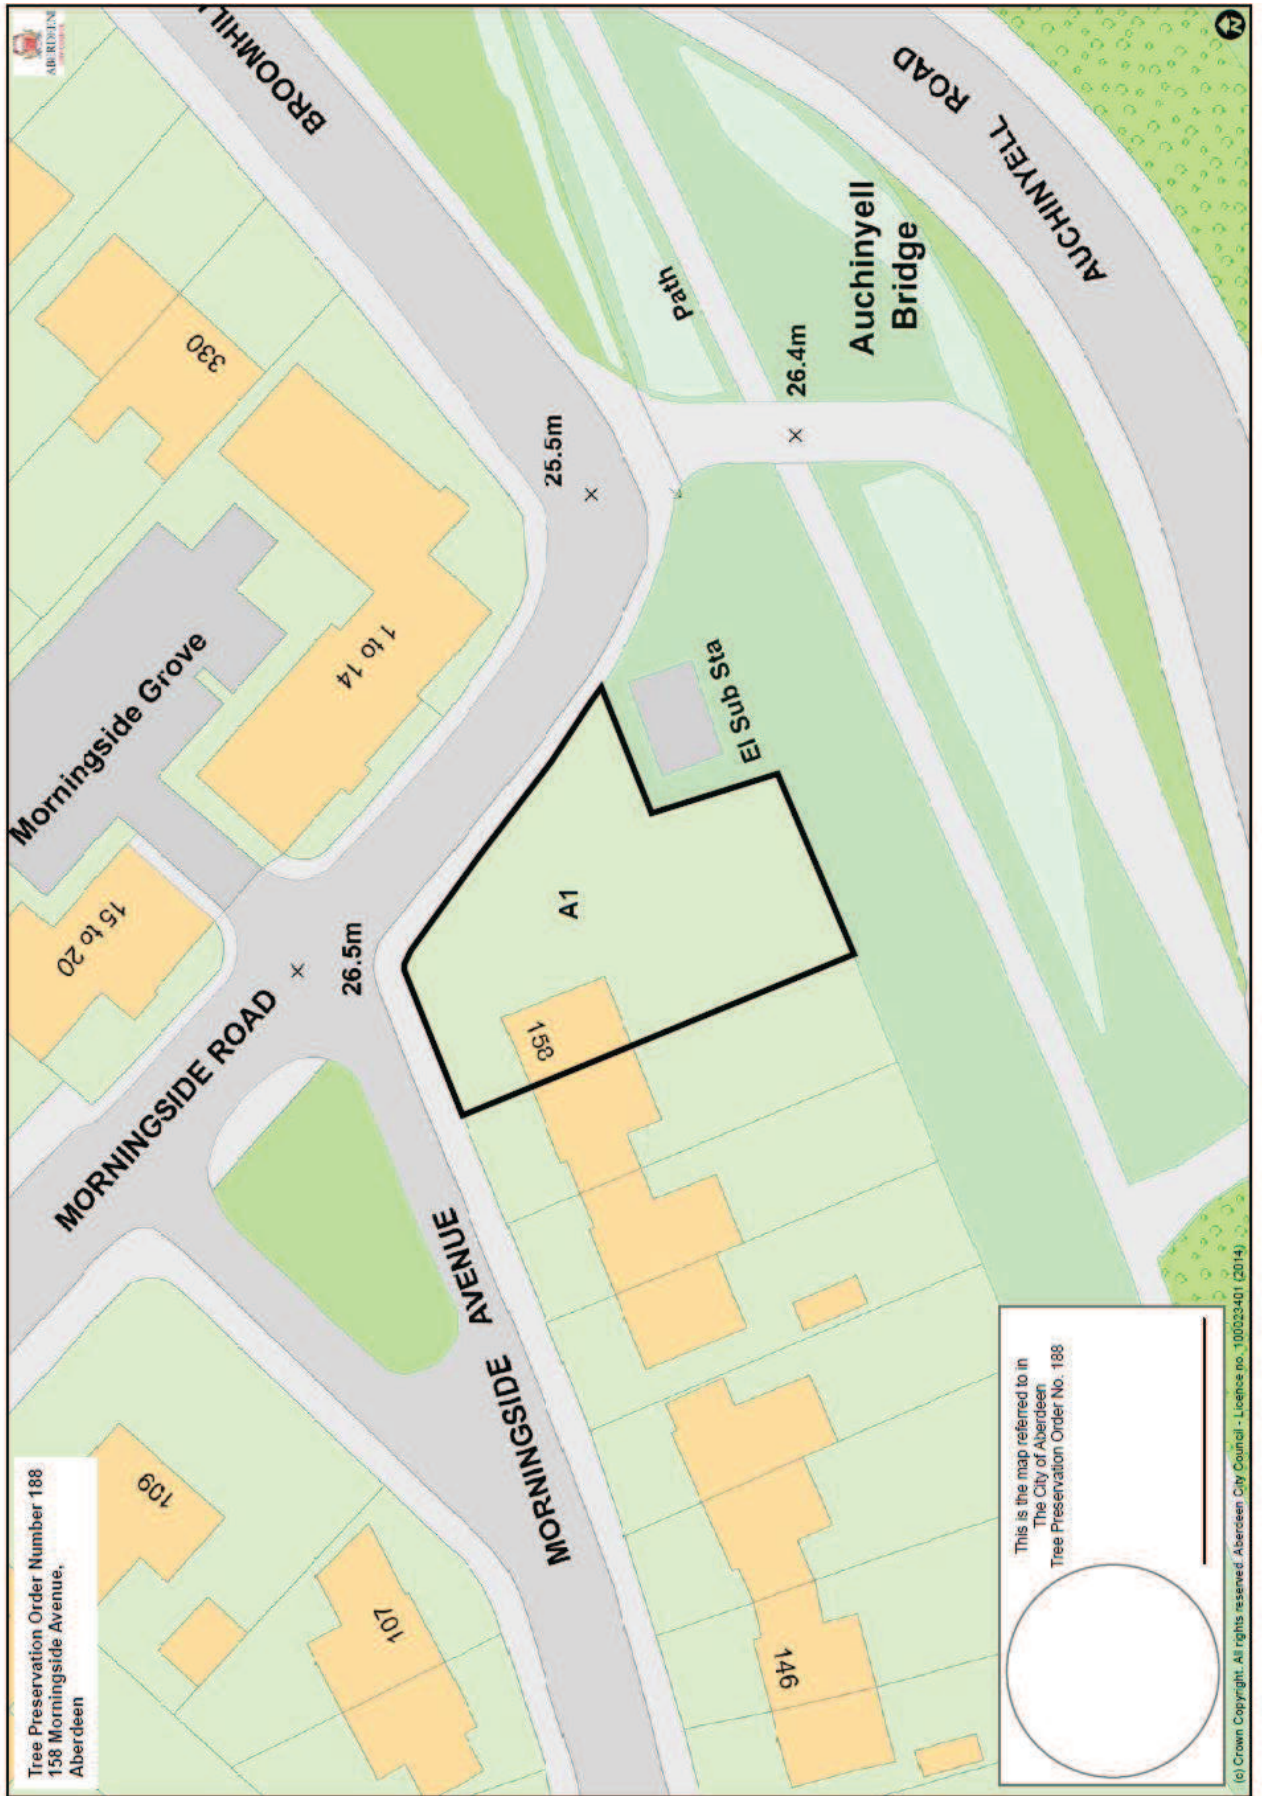 Tree Preservation Order Number 188
158 Morningside Avenue,
Aberdeen
ABERDEEN
BROOMHILL
AUCHINYELL ROAD
Auchinyell
Bridge
Path
26.4m
25.5m
330
1 to 14
Morningside Grove
15 to 20
El Sub Sta
A1
26.5m
158
MORNINGSIDE ROAD
MORNINGSIDE AVENUE
109
107
146
This is the map referred to in
The City of Aberdeen
Tree Preservation Order No. 188
(c) Crown Copyright. All rights reserved. Aberdeen City Council - Licence no. 100023401 (2014)
N